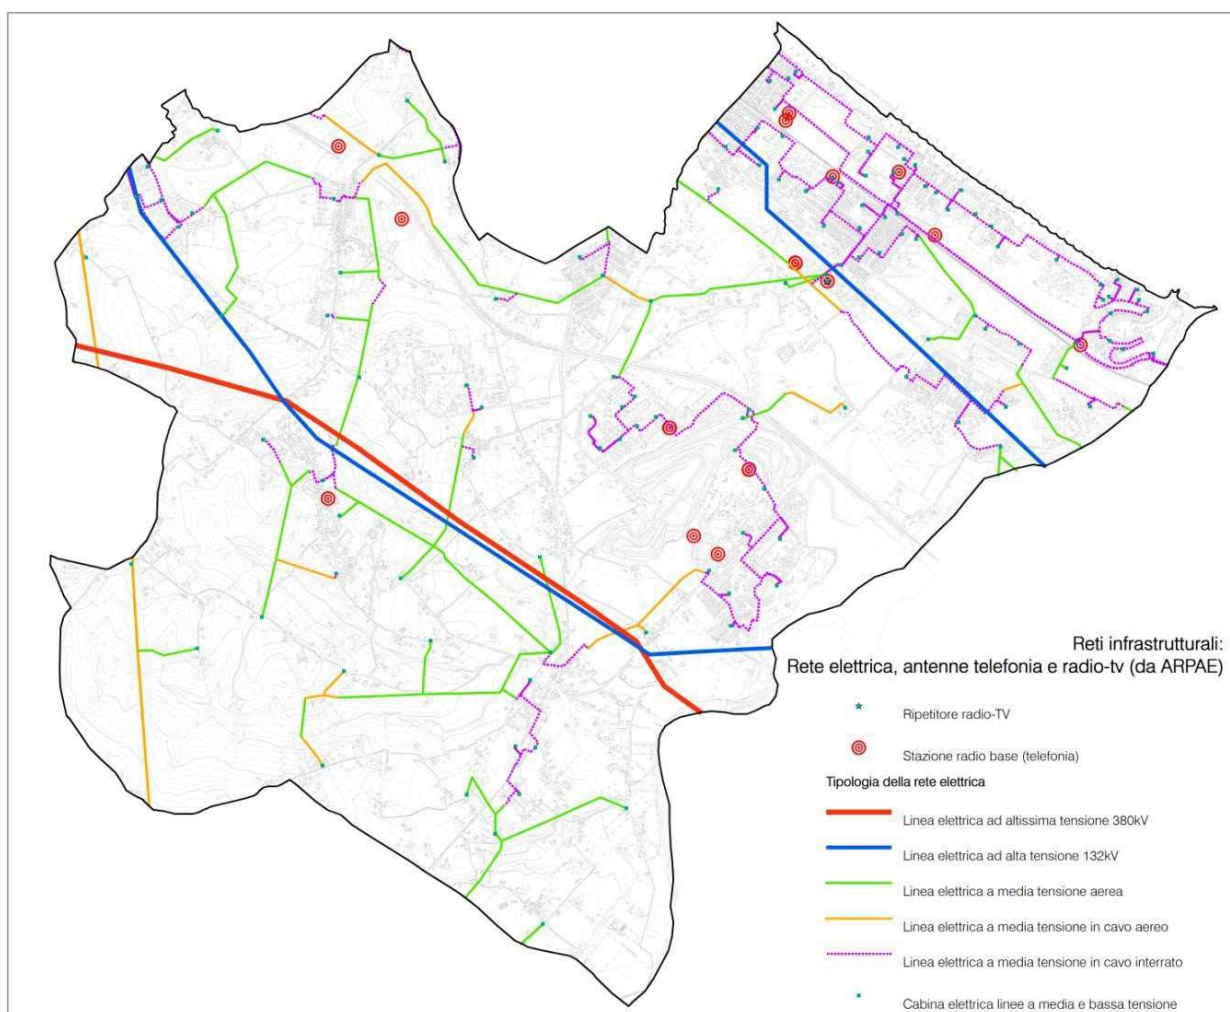 Reti infrastrutturali:
Rete elettrica, antenne telefonia e radio-tv (da ARPAE)
Ripetitore radio-TV
Stazione radio base (telefonia)
Tipologia della rete elettrica
Linea elettrica ad altissima tensione 380kV
Linea elettrica ad alta tensione 132kV
Linea elettrica a media tensione aerea
Linea elettrica a media tensione in cavo aereo
Linea elettrica a media tensione in cavo interrato
Cabina elettrica linee a media e bassa tensione